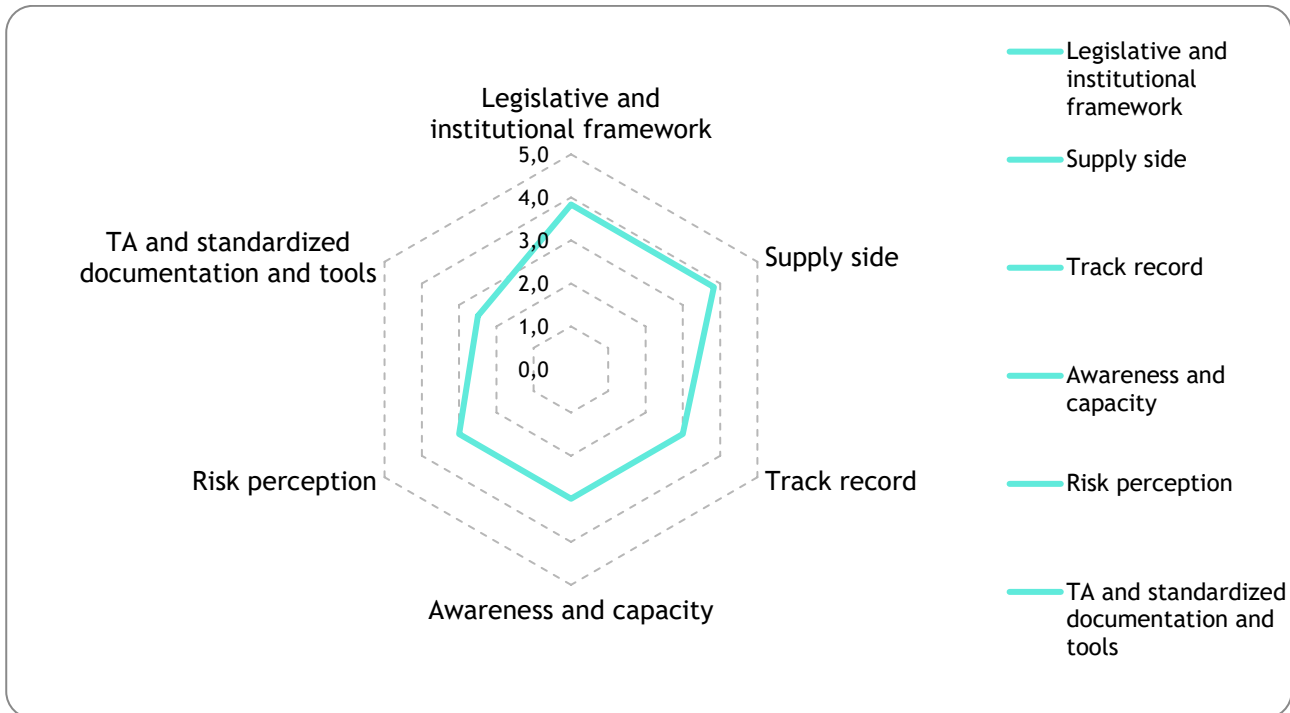 Legislative and
institutional framework
5,0
4,0
3,0
2,0
1,0
0,0
Supply side
Track record
Awareness and capacity
Risk perception
TA and standardized
documentation and tools
Legislative and
institutional
framework
Supply side
Track record
Awareness and
capacity
Risk perception
TA and standardized
documentation and
tools